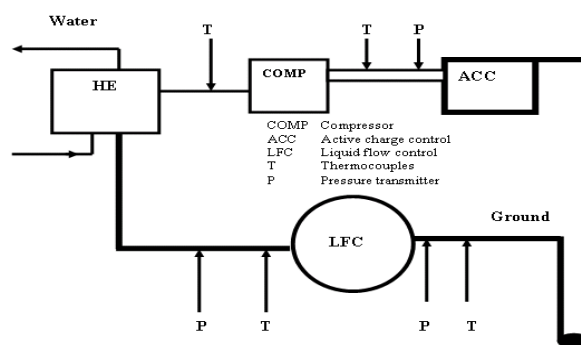 Water
T
T
P
HE
COMP
ACC
COMP Compressor
ACC Active charge control
LFC Liquid flow control
T Thermocouples
P Pressure transmitter
Ground
LFC
P
T
P
T